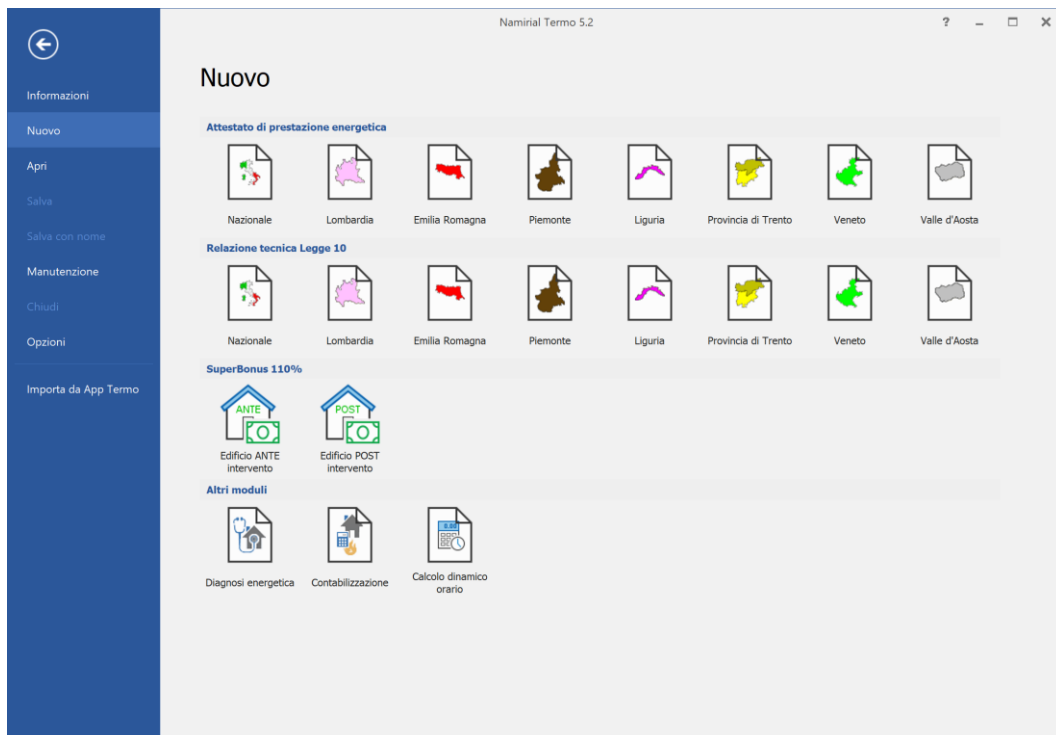 Namirial Termo 5.2
?
Nuovo
Informazioni
Nuovo
Apri
Salva
Salva con nome
Manutenzione
Chiudi
Opzioni
Importa da App Termo
Attestato di prestazione energetica
Nazionale
Lombardia
Emilia Romagna
Piemonte
Liguria
Provincia di Trento
Veneto
Valle d'Aosta
Relazione tecnica Legge 10
Nazionale
Lombardia
Emilia Romagna
Piemonte
Liguria
Provincia di Trento
Veneto
Valle d'Aosta
SuperBonus 110%
ANTE
POST
Edificio ANTE
intervento
Edificio POST
intervento
Altri moduli
Diagnosi energetica
Contabilizzazione
Calcolo dinamico
orario